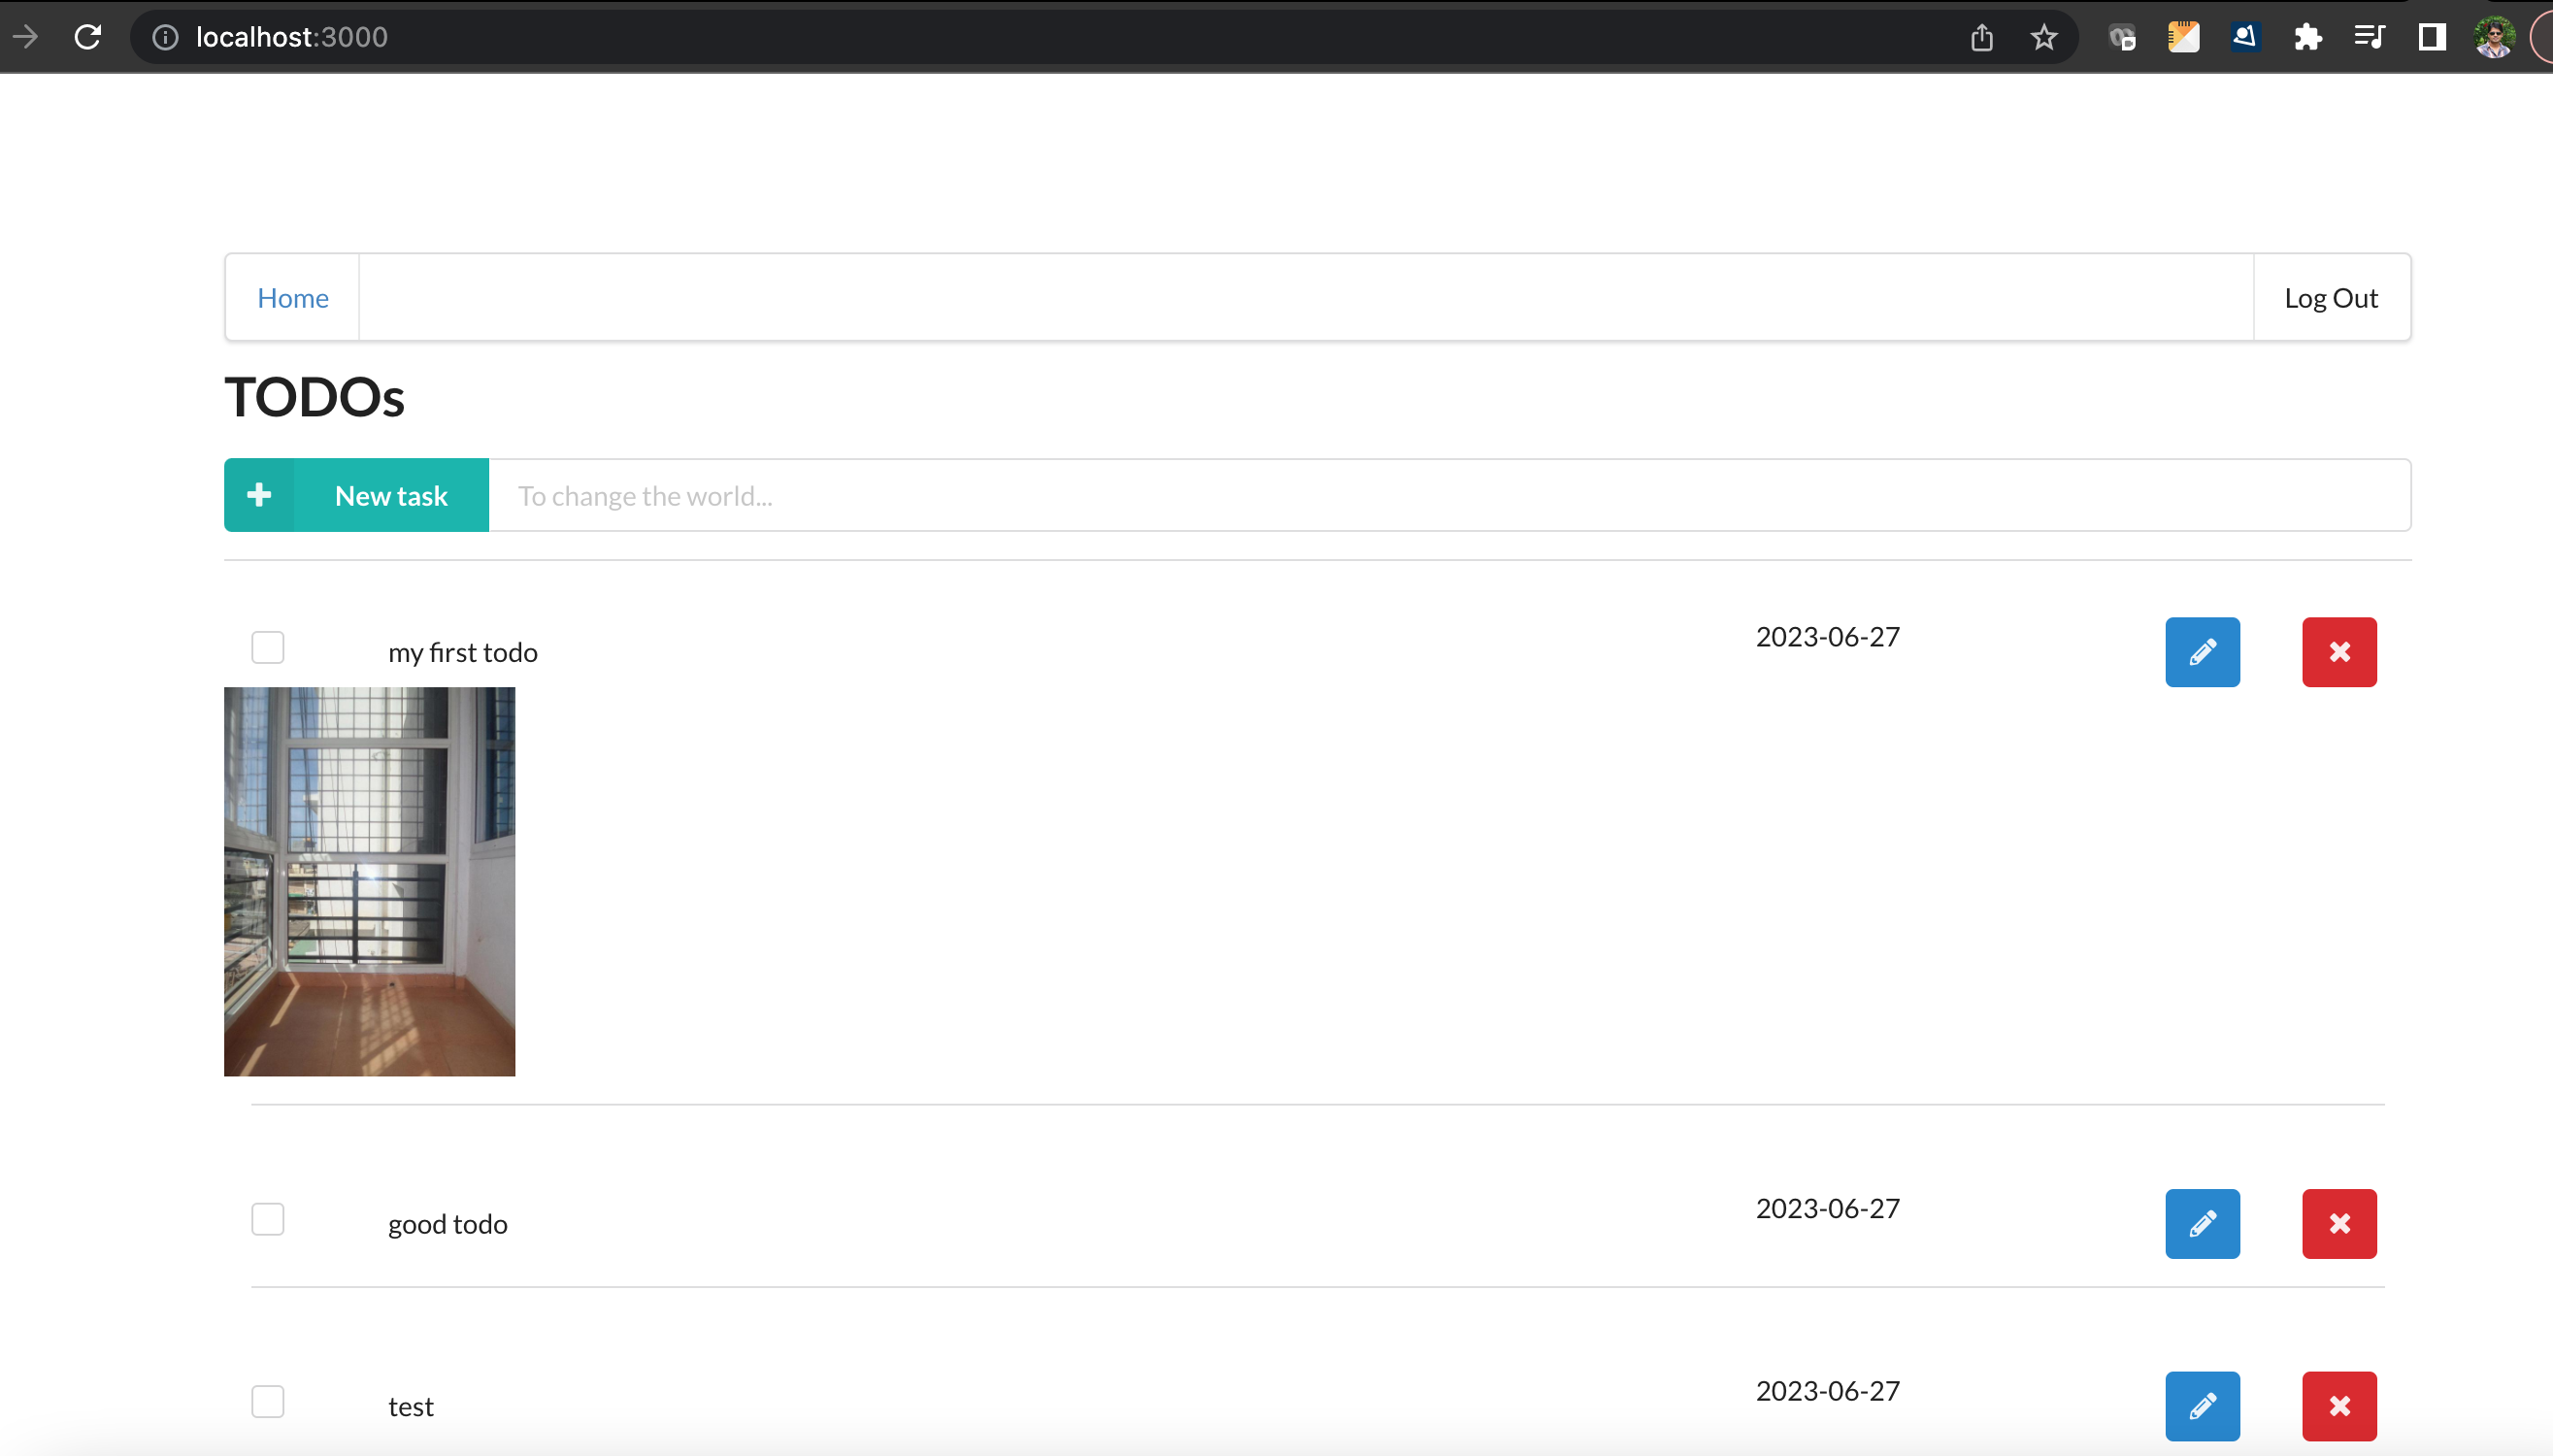 localhost:3000
Home
Log Out
TODOs
New task
To change the world...
my first todo
2023-06-27
good todo
2023-06-27
test
2023-06-27